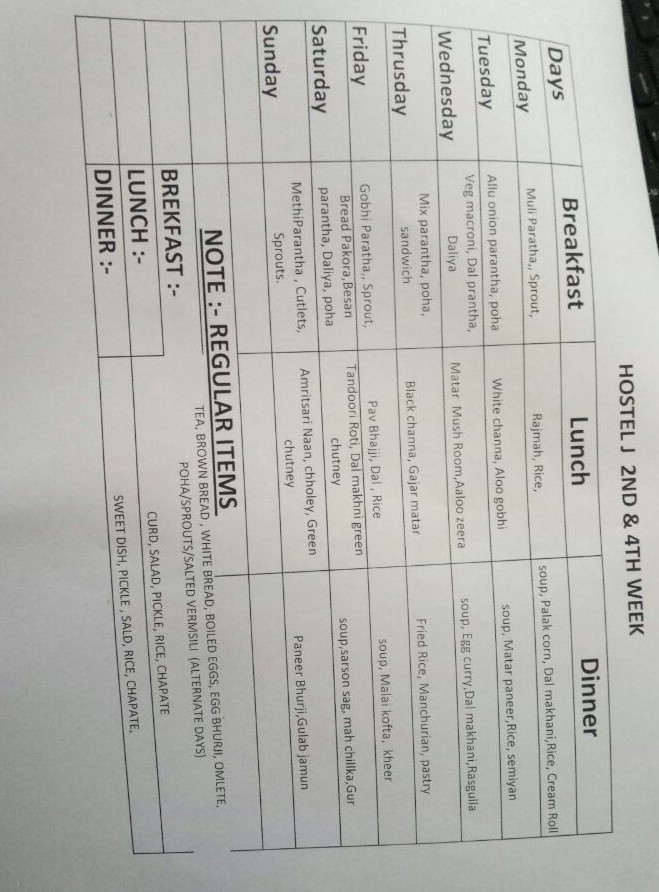 HOSTEL J 2ND & 4TH WEEK
Days Breakfast Lunch Dinner
Monday Muli Paratha,, Sprout, Rajmah, Rice, soup, Palak corn, Dal makhani,Rice, Cream Roll
Tuesday Allu onion parantha, poha White channa, Aloo gobhi soup, Matar paneer,Rice, semiyan
Wednesday Veg macroni, Dal prantha, Matar Mush Room,Aaloo zeera soup, Egg curry,Dal makhani,Rasgulla
Daliya
Thrusday Mix parantha, poha, Black channa, Gajar matar Fried Rice, Manchurian, pastry
sandwich
Friday Gobhi Paratha,, Sprout, Pav Bhajji, Dal , Rice soup, Malai kofta, kheer
Saturday Bread Pakora,Besan Tandoori Roti, Dal makhni green soup,sarson sag, mah chillka,Gur
parantha, Daliya, poha chutney
Sunday MethiParantha , Cutlets, Amritsari Naan, chholey, Green Paneer Bhurji,Gulab jamun
Sprouts. chutney
NOTE :- REGULAR ITEMS
BREKFAST :- TEA, BROWN BREAD , WHITE BREAD, BOILED EGGS, EGG BHURJI, OMLETE,
POHA/SPROUTS/SALTED VERMSILI (ALTERNATE DAYS)
LUNCH :- CURD, SALAD, PICKLE, RICE, CHAPATE
DINNER :- SWEET DISH, PICKLE , SALD, RICE, CHAPATE,